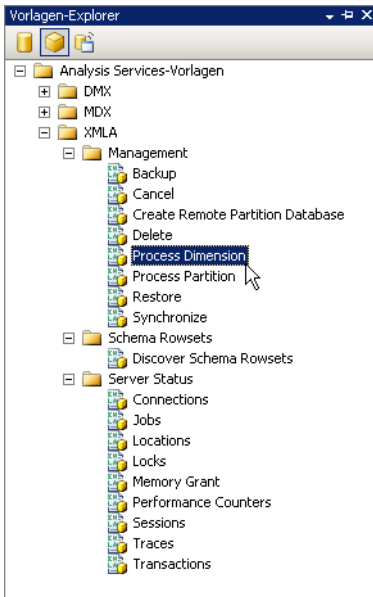 Vorlagen-Explorer
Analysis Services-Vorlagen
DMX
MDX
XMLA
Management
Backup
Cancel
Create Remote Partition Database
Delete
Process Dimension
Process Partition
Restore
Synchronize
Schema Rowsets
Discover Schema Rowsets
Server Status
Connections
Jobs
Locations
Locks
Memory Grant
Performance Counters
Sessions
Traces
Transactions